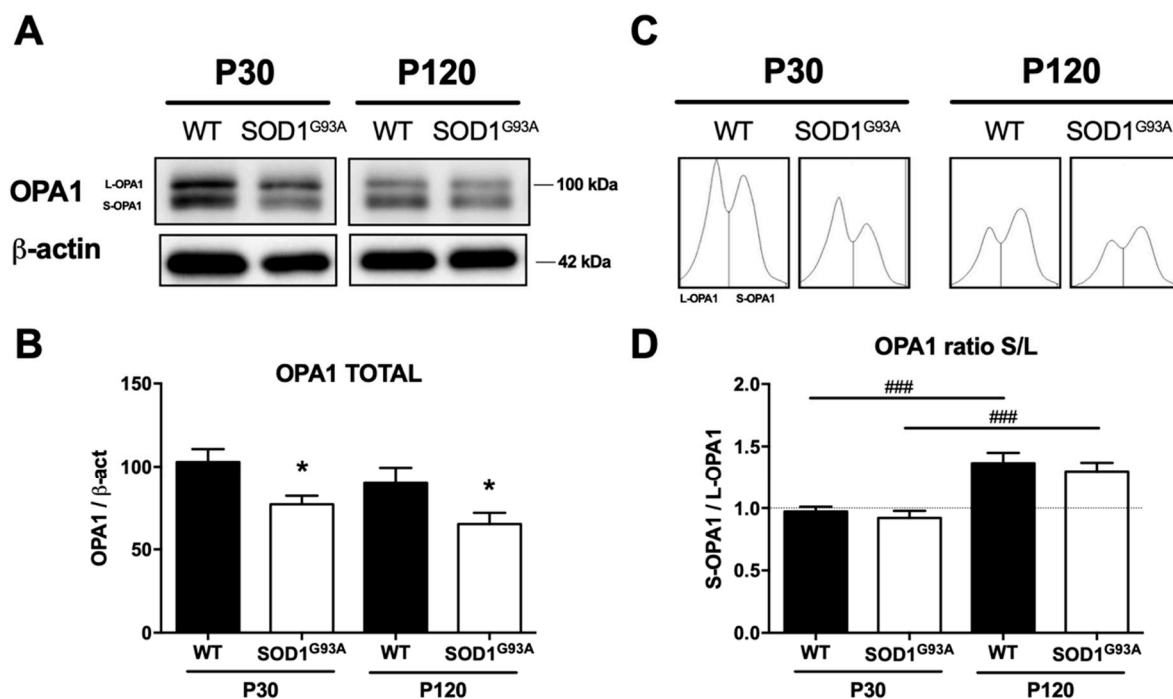 A
P30
P120
WT
SOD1G93A
WT
SOD1G93A
OPA1
L-OPA1
S-OPA1
100 kDa
β-actin
42 kDa
B
OPA1 TOTAL
OPA1 / β-act
150
100
50
0
*
*
WT
SOD1G93A
WT
SOD1G93A
P30
P120
C
P30
P120
WT
SOD1G93A
WT
SOD1G93A
L-OPA1
S-OPA1
D
OPA1 ratio S/L
S-OPA1 / L-OPA1
2.0
1.5
1.0
0.5
0.0
###
###
WT
SOD1G93A
WT
SOD1G93A
P30
P120